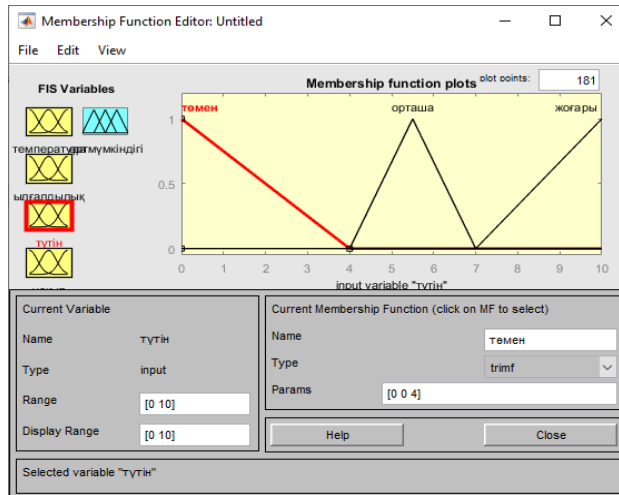 Membership Function Editor: Untitled
File Edit View
FIS Variables
Membership function plots
plot points:
181
төмен
орташа
жоғары
температура
ылғалдылық
түтін
1
0.5
0
0 1 2 3 4 5 6 7 8 9 10
input variable "түтін"
Current Variable
Name түтін
Type input
Range [0 10]
Display Range [0 10]
Current Membership Function (click on MF to select)
Name төмен
Type trimf
Params [0 0 4]
Help Close
Selected variable "түтін"